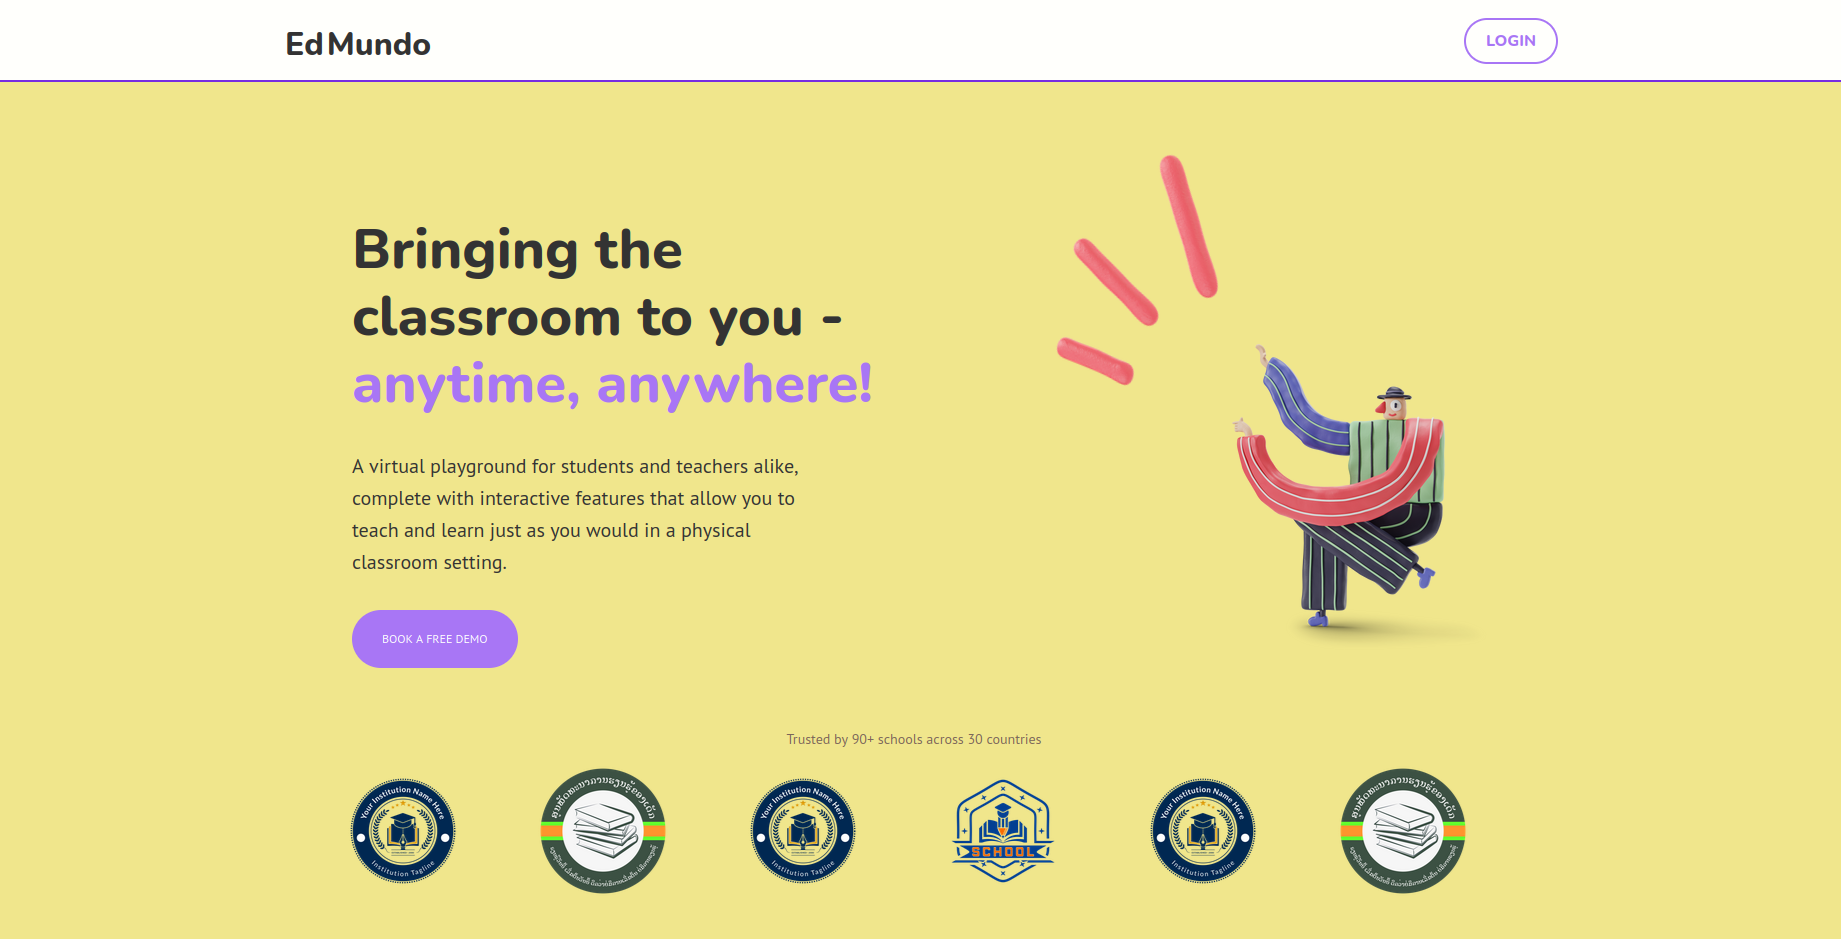 EdMundo
LOGIN
Bringing the
classroom to you -
anytime, anywhere!
A virtual playground for students and teachers alike,
complete with interactive features that allow you to
teach and learn just as you would in a physical
classroom setting.
BOOK A FREE DEMO
Trusted by 90+ schools across 30 countries
Your Institution Name Here
Institution Tagline
Your Institution Name Here
Institution Tagline
SCHOOL
Your Institution Name Here
Institution Tagline